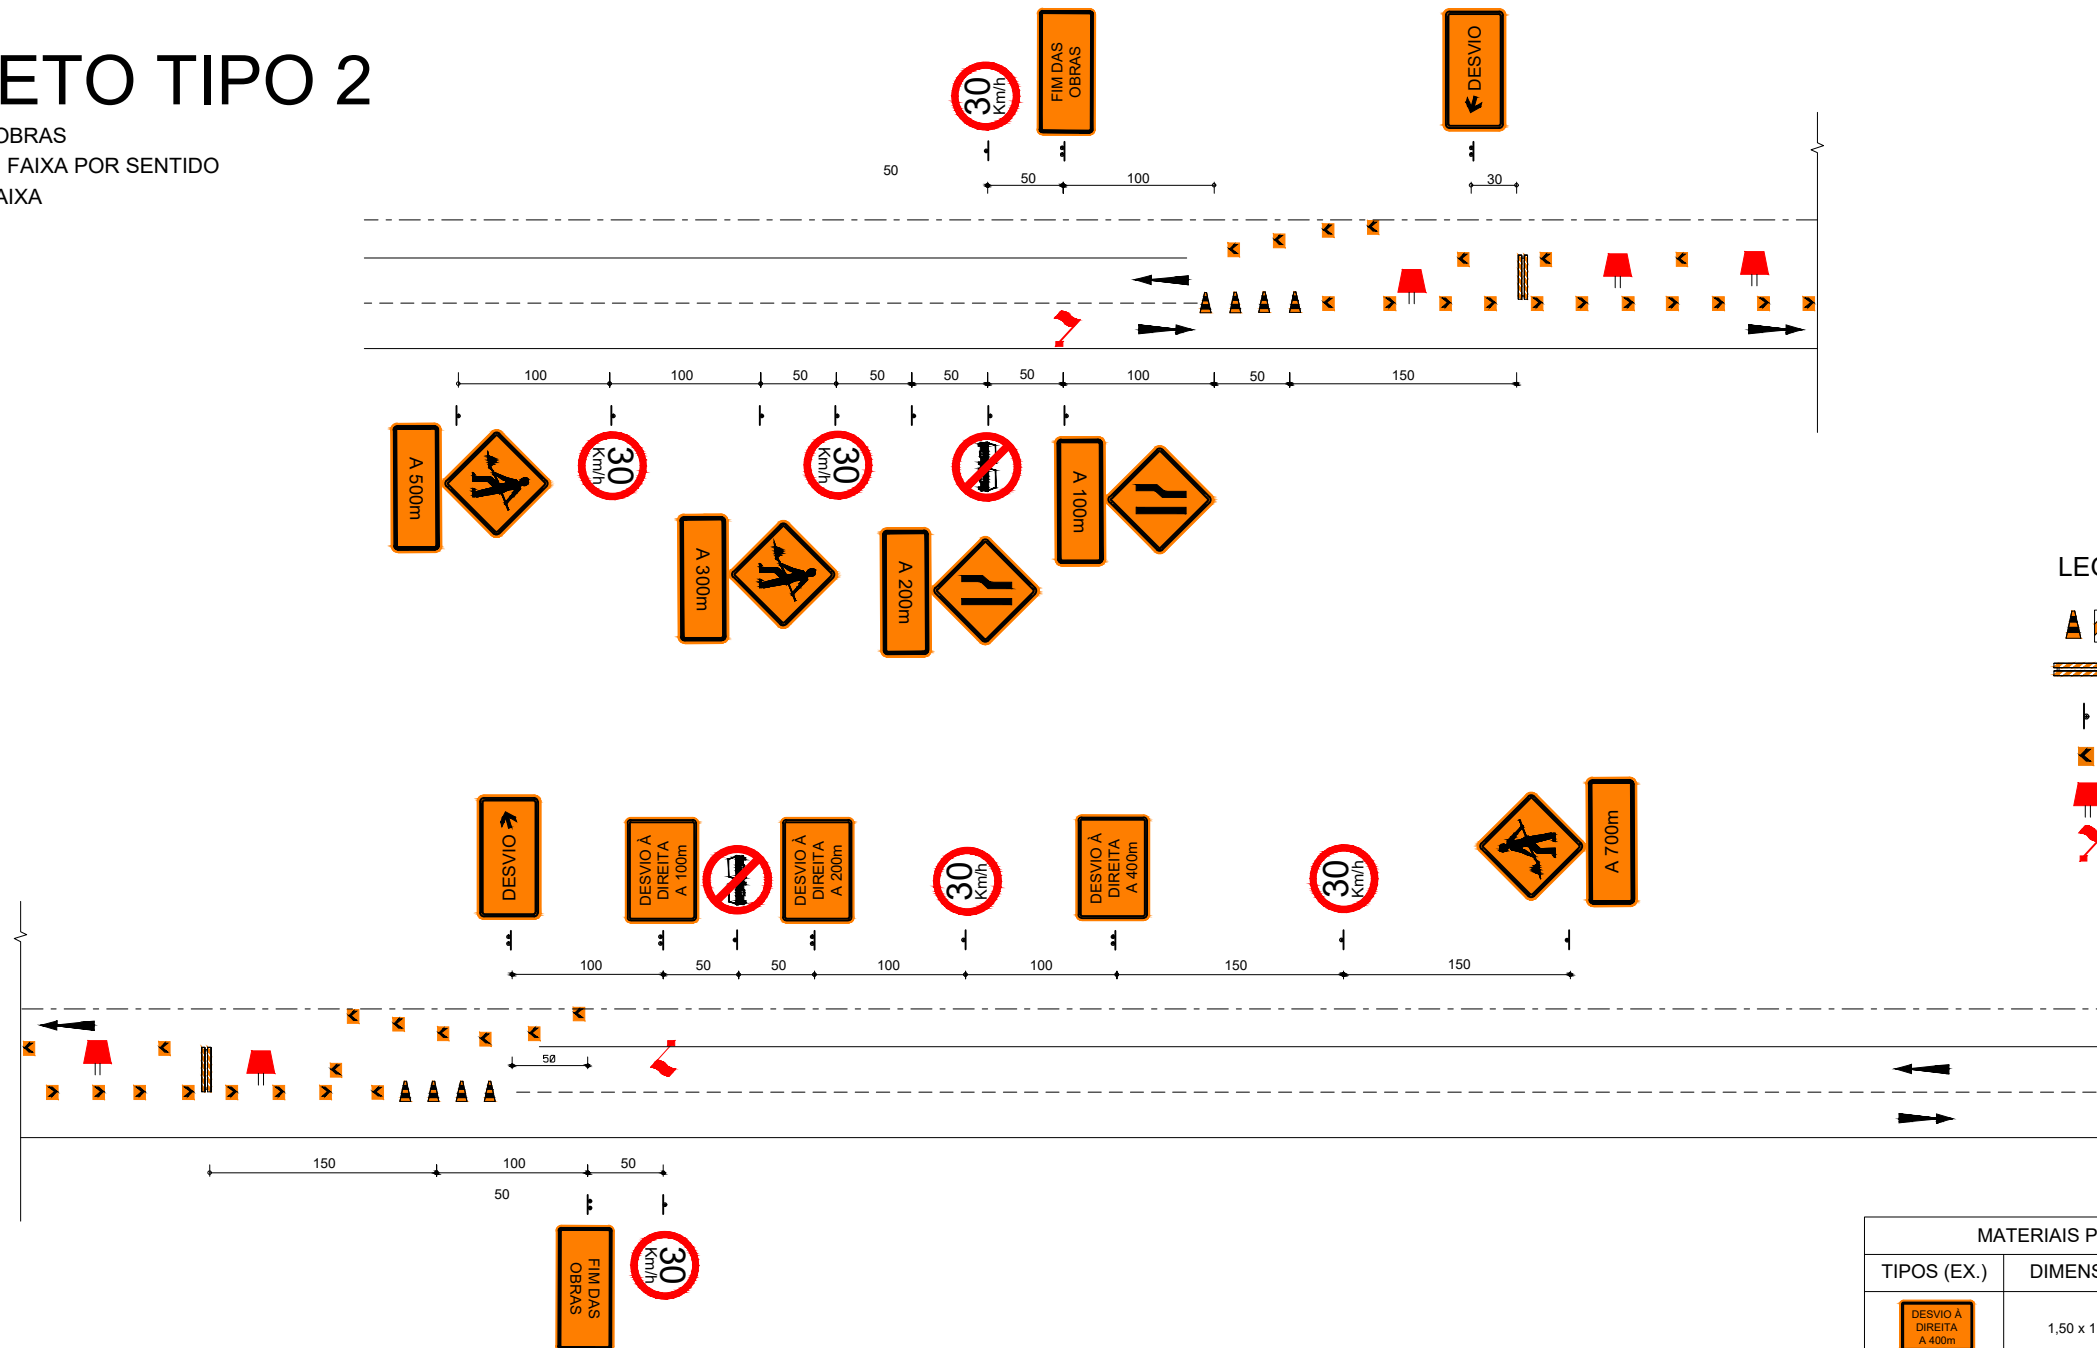 ETO TIPO 2
OBRAS
FAIXA POR SENTIDO
AIXA
30
Km/h
FIM DAS
OBRAS
DESVIO
50
50
100
30
100
100
50
50
50
50
100
50
150
A 500m
30
Km/h
A 300m
30
Km/h
A 200m
A 100m
LEG
DESVIO
DESVIO À
DIREITA
A 100m
DESVIO À
DIREITA
A 200m
30
Km/h
DESVIO À
DIREITA
A 400m
30
Km/h
A 700m
100
50
50
100
100
150
150
50
150
100
50
50
FIM DAS
OBRAS
30
Km/h
MATERIAIS P
TIPOS (EX.)
DIMENS
DESVIO À
DIREITA
A 400m
1,50 x 1